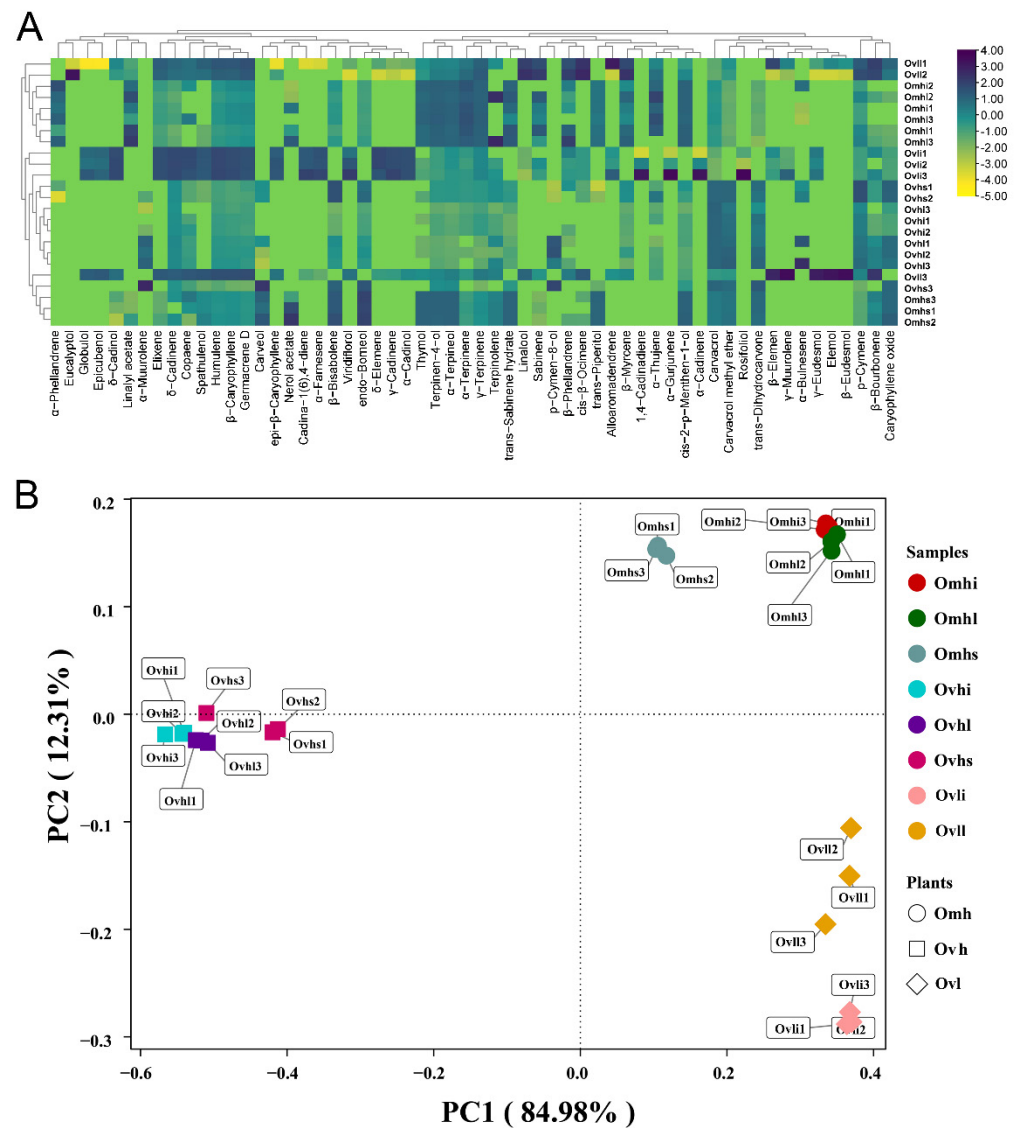 A
4.00
3.00
2.00
1.00
0.00
-1.00
-2.00
-3.00
-4.00
-5.00
Ovll1
Ovll2
Omhi2
Omhl2
Omhi1
Omhi3
Omhl1
Omhl3
Ovli1
Ovli2
Ovli3
Ovhs1
Ovhs2
Ovhl3
Ovhl1
Ovhi2
Ovhl1
Ovhl2
Ovhl3
Ovll3
Ovhs3
Omhs3
Omhs1
Omhs2
α-Phellandrene
Eucalyptol
Globulol
Epicubenol
δ-Cadinol
Linalyl acetate
α-Muurolene
Elixene
δ-Cadinene
Copaene
Spathulenol
Humulene
β-Caryophyllene
Germacrene D
Carveol
epi-β-Caryophyllene
Nerol acetate
Cadina-1(6),4-diene
α-Farnesene
β-Bisabolene
Viridiflorol
endo-Borneol
δ-Elemene
γ-Cadinene
α-Cadinol
Thymol
Terpinen-4-ol
α-Terpineol
α-Terpinene
γ-Terpinene
Terpinolene
trans-Sabinene hydrate
Linalool
Sabinene
p-Cymen-8-ol
β-Phellandrene
cis-β-Ocimene
trans-Piperitol
Alloaromadendrene
β-Myrcene
1,4-Cadinadiene
α-Thujene
α-Gurjunene
cis-2-p-Menthen-1-ol
α-Cadinene
Carvacrol
Carvacrol methyl ether
Rosifoliol
trans-Dihydrocarvone
β-Elemen
γ-Muurolene
α-Bulnesene
γ-Eudesmol
Elemol
β-Eudesmol
p-Cymene
β-Bourbonene
Caryophyllene oxide
B
PC2 ( 12.31% )
0.2
0.1
0.0
−0.1
−0.2
−0.3
Omhs1
Omhs3
Omhs2
Omhi2
Omhi3
Omhi1
Omhl2
Omhl1
Omhl3
Ovhi1
Ovhs3
Ovhs2
Ovhi2
Ovhl2
Ovhs1
Ovhi3
Ovhl3
Ovhl1
Ovll2
Ovll1
Ovll3
Ovli3
Ovli1
Ovli2
−0.6
−0.4
−0.2
0.0
0.2
0.4
PC1 ( 84.98% )
Samples
Omhi
Omhl
Omhs
Ovhi
Ovhl
Ovhs
Ovli
Ovll
Plants
Omh
Ovh
Ovl